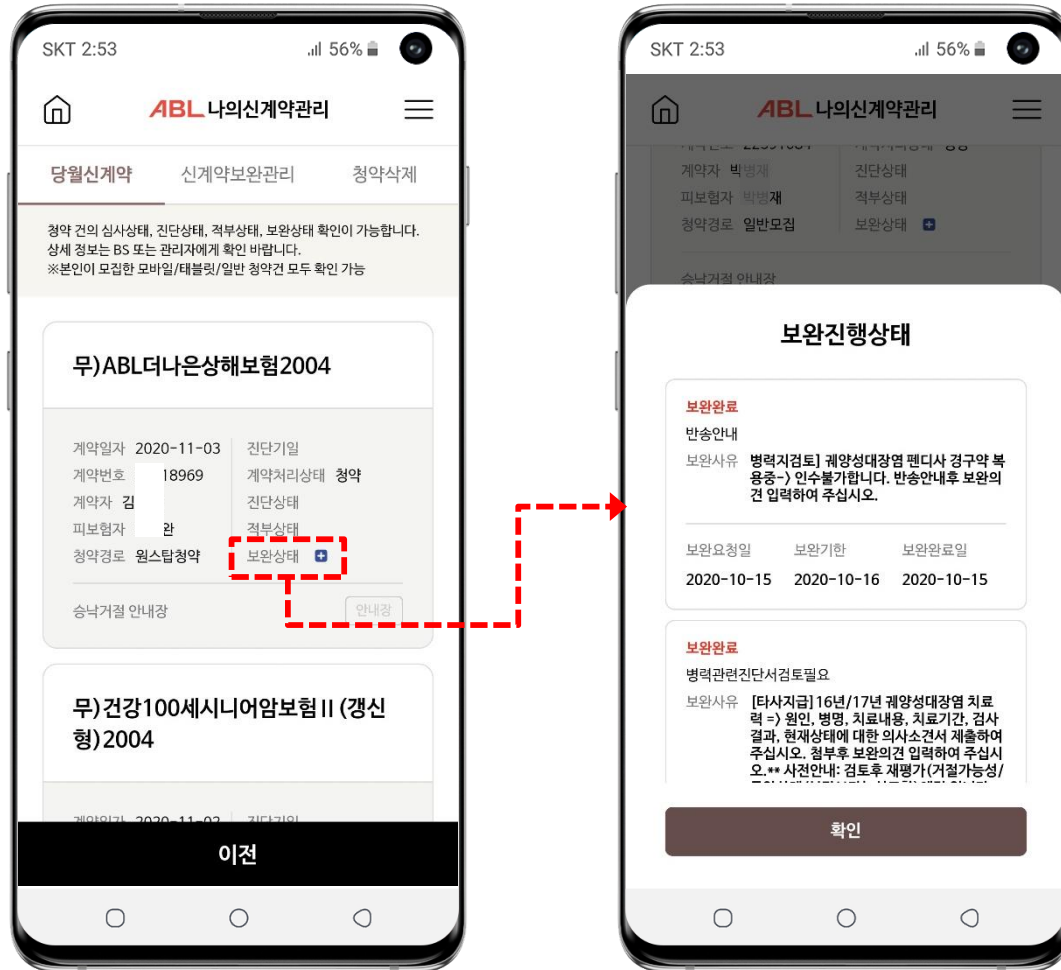 SKT 2:53
56%
ABL 나의신계약관리
당월신계약 신계약보완관리 청약삭제
청약 건의 심사상태, 진단상태, 적부상태, 보완상태 확인이 가능합니다.
상세 정보는 BS 또는 관리자에게 확인 바랍니다.
※본인이 모집한 모바일/태블릿/일반 청약건 모두 확인 가능
무)ABL더나은상해보험2004
계약일자 2020-11-03 진단기일
계약번호 18969 계약처리상태 청약
계약자 김 진단상태
피보험자 완 적부상태
청약경로 원스탑청약 보완상태
승낙거절 안내장 안내장
무)건강100세시니어암보험II(갱신
형)2004
이전
SKT 2:53
56%
ABL 나의신계약관리
계약자 박병재 진단상태
피보험자 박병재 적부상태
청약경로 일반모집 보완상태
승낙거절 안내장
보완진행상태
보완완료
반송안내
보완사유 병력지검토] 궤양성대장염 펜디사 경구약 복
용중-> 인수불가합니다. 반송안내후 보완의
견 입력하여 주십시오.
보완요청일 보완기한 보완완료일
2020-10-15 2020-10-16 2020-10-15
보완완료
병력관련진단서검토필요
보완사유 [타사지급]16년/17년 궤양성대장염 치료
력 => 원인, 병명, 치료내용, 치료기간, 검사
결과, 현재상태에 대한 의사소견서 제출하여
주십시오. 첨부후 보완의견 입력하여 주십시
오.** 사전안내: 검토후 재평가(거절가능성/
확인